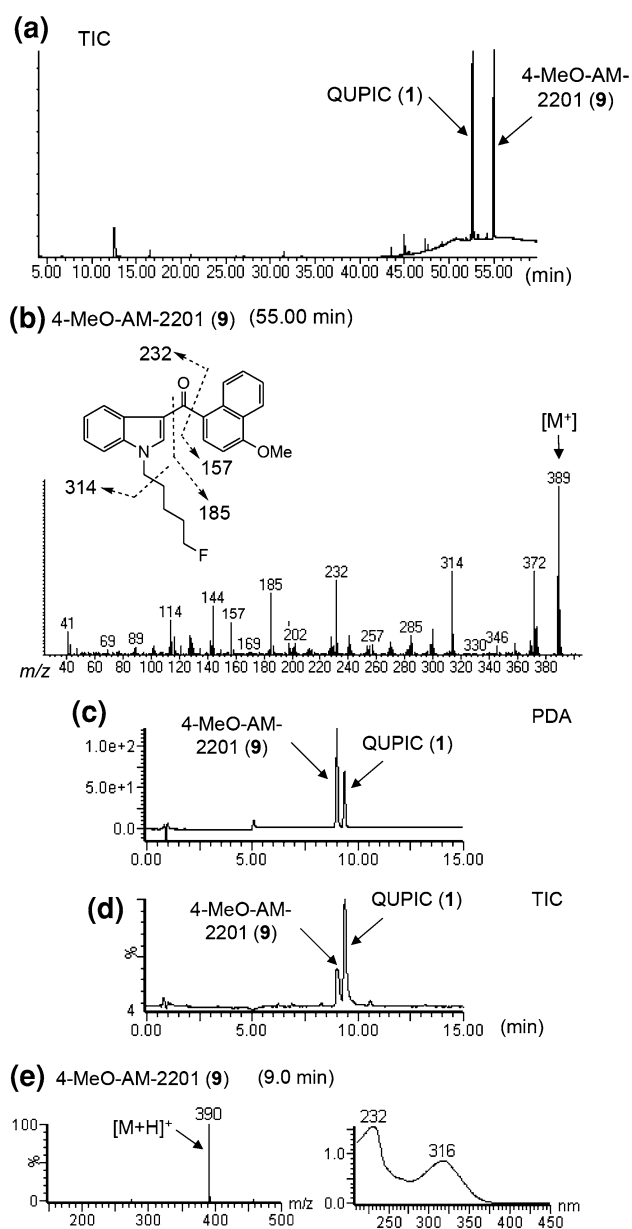 (a) TIC
QUPIC (1)
4-MeO-AM-
2201 (9)
5.00 10.00 15.00 20.00 25.00 30.00 35.00 40.00 45.00 50.00 55.00 (min)
(b) 4-MeO-AM-2201 (9) (55.00 min)
232
O
N
OMe
157
314
185
F
[M+]
389
372
314
232
185
144
157
114
41
69
89
169
202
257
285
330
346
m/z 40 60 80 100 120 140 160 180 200 220 240 260 280 300 320 340 360 380
(c) 4-MeO-AM-
2201 (9)
QUPIC (1)
PDA
1.0e+2
5.0e+1
0.0
0.00 5.00 10.00 15.00
(d) 4-MeO-AM-
2201 (9)
QUPIC (1)
TIC
%
4
0.00 5.00 10.00 15.00 (min)
(e) 4-MeO-AM-2201 (9) (9.0 min)
390
[M+H]+
100
%
0
200 300 400 500 m/z
232
316
1.0
0.0
250 300 350 400 450 nm